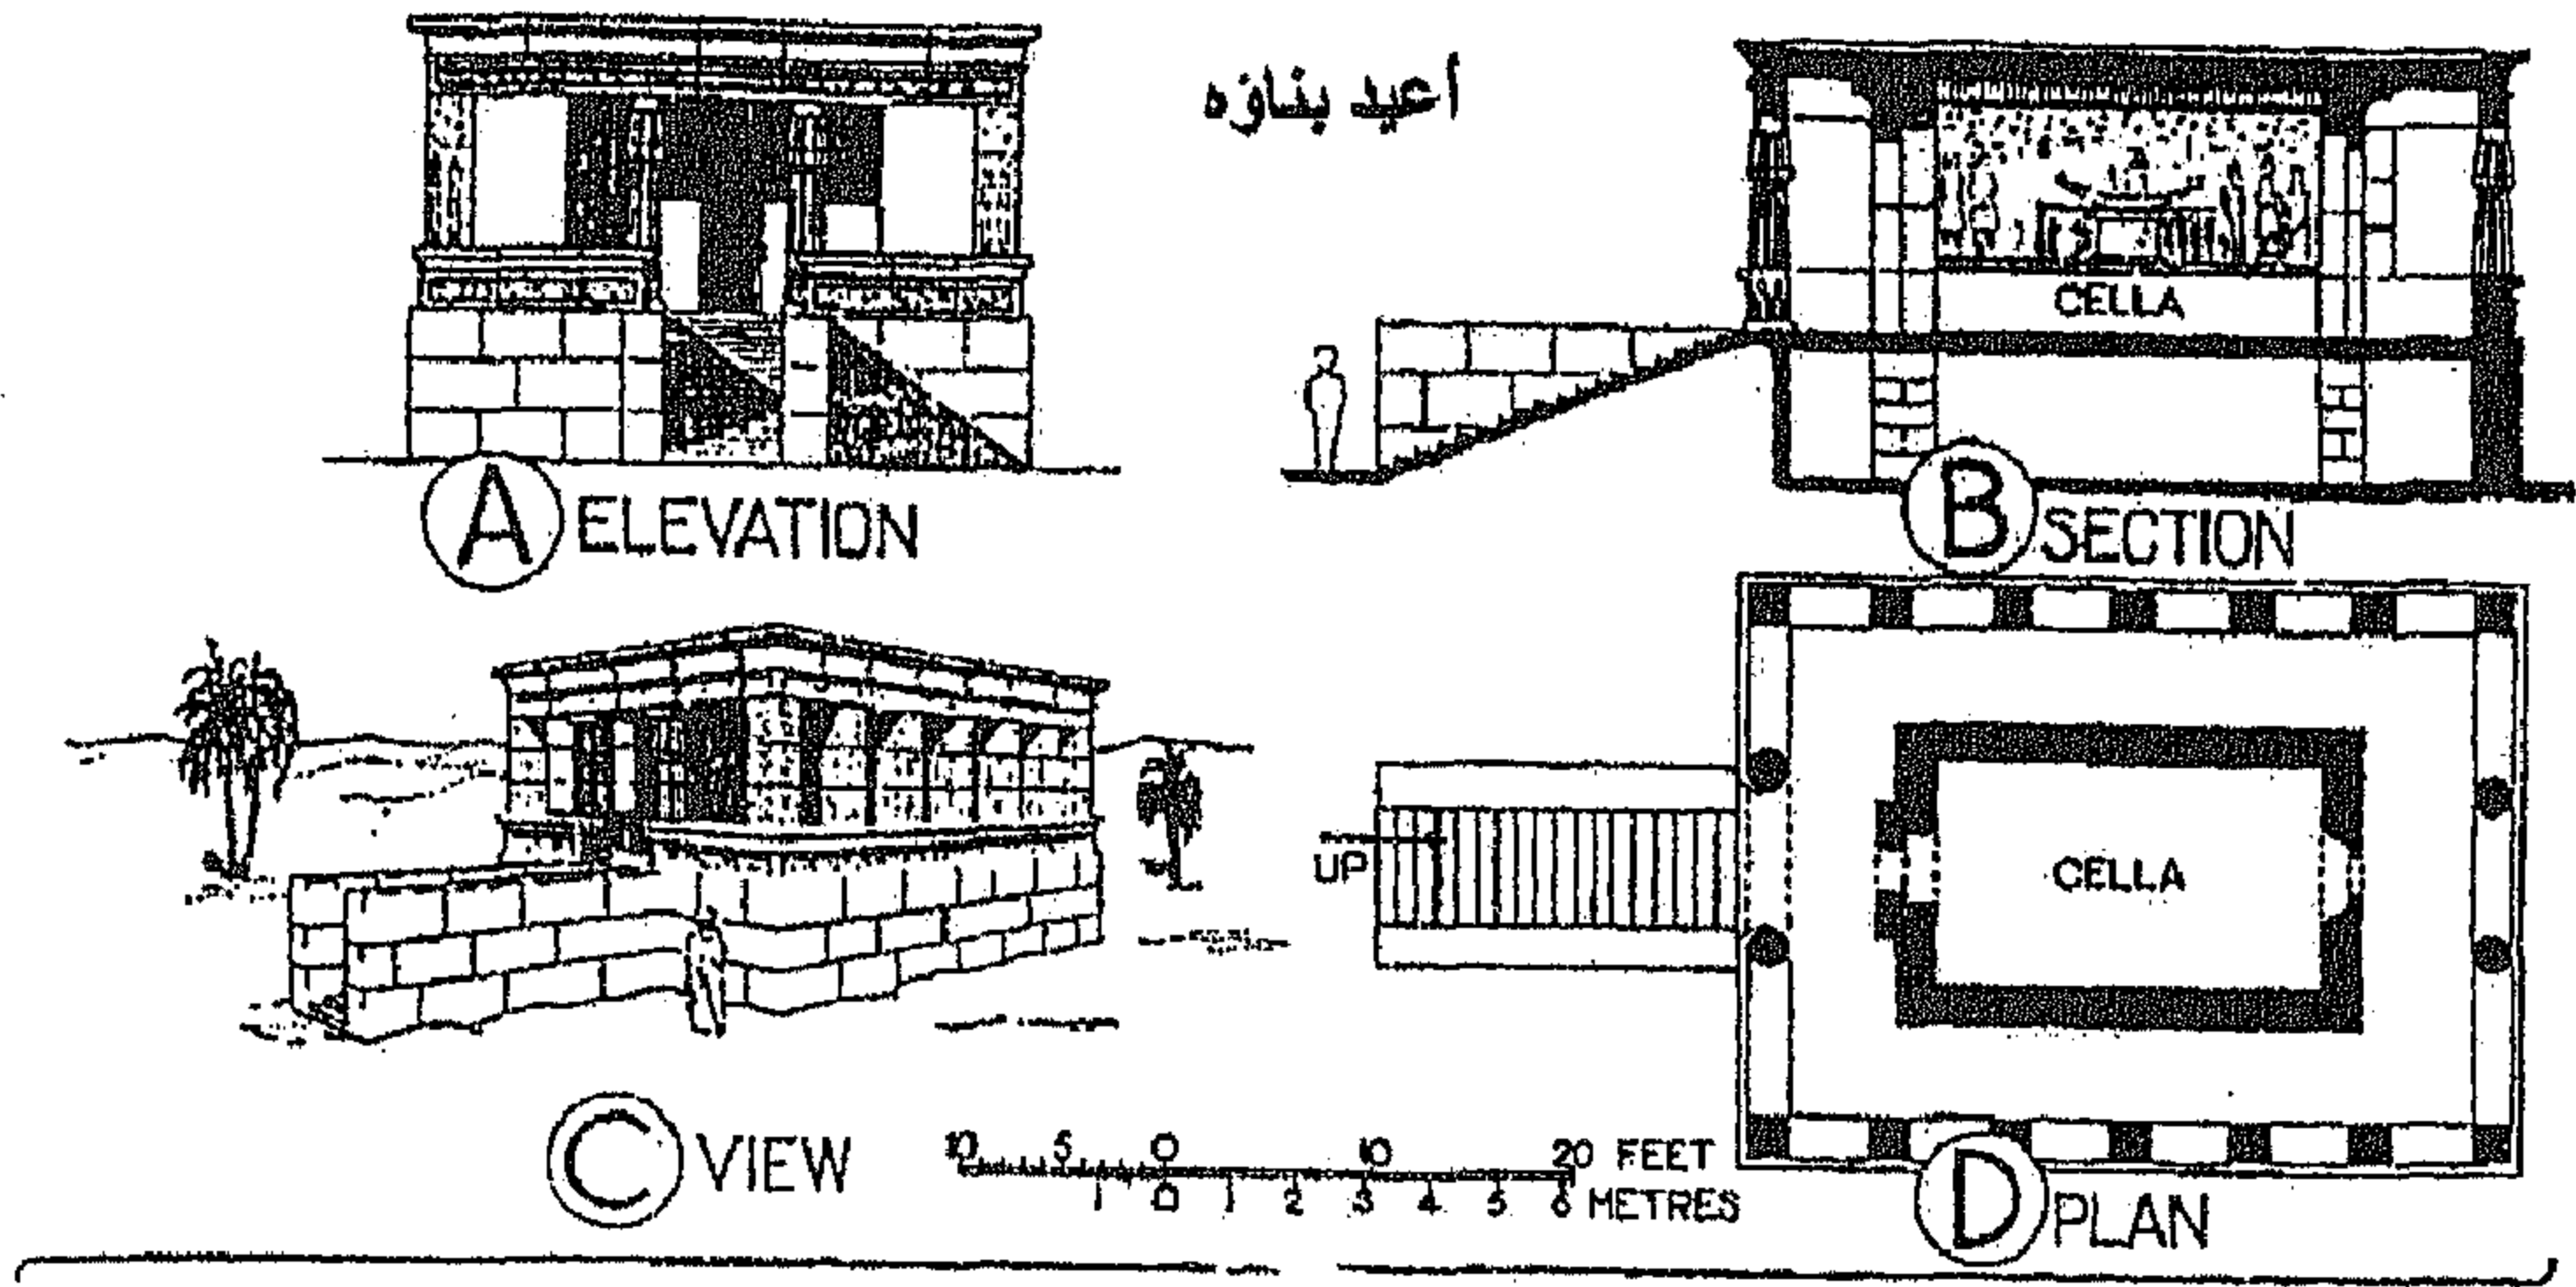 اعيد بناؤه
CELLA
A ELEVATION
B SECTION
UP
CELLA
C VIEW
10 5 0 10 20 FEET
1 0 1 2 3 4 5 6 METRES
D PLAN